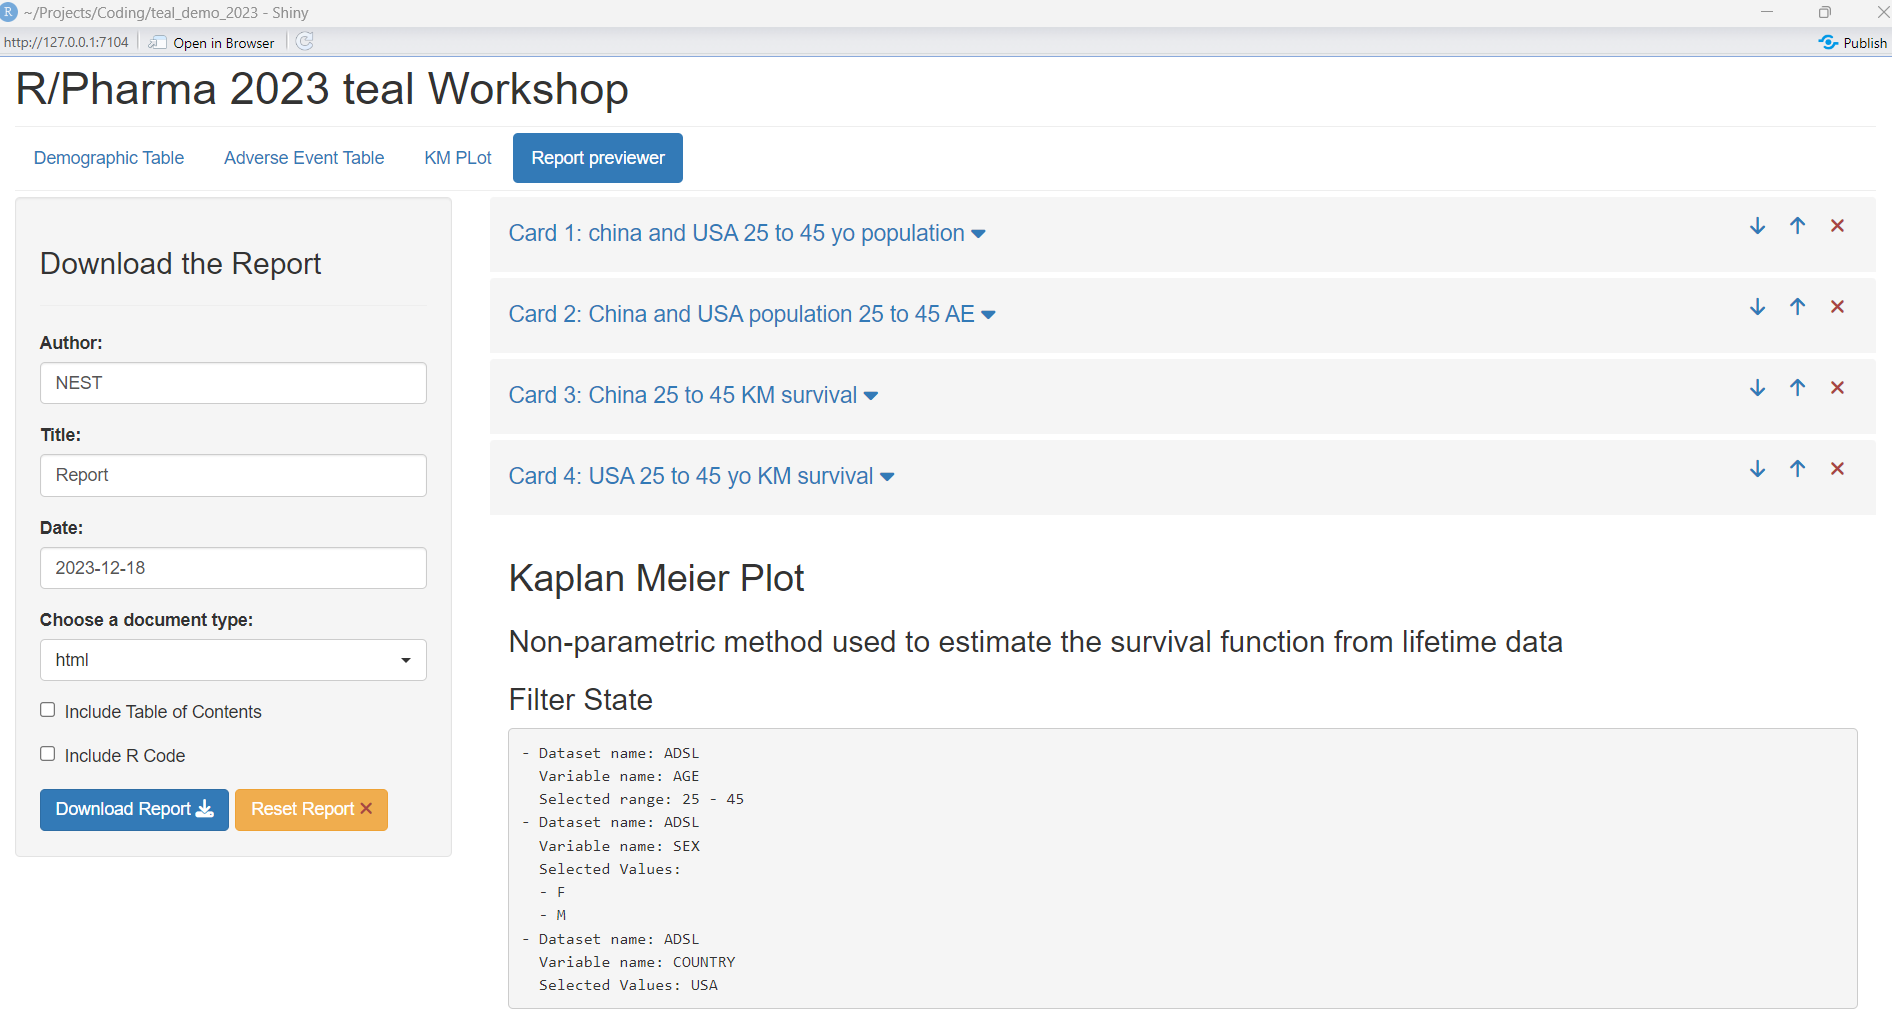 R ~/Projects/Coding/teal_demo_2023 - Shiny
http://127.0.0.1:7104 Open in Browser Publish
R/Pharma 2023 teal Workshop
Demographic Table Adverse Event Table KM PLot Report previewer
Download the Report
Author:
NEST
Title:
Report
Date:
2023-12-18
Choose a document type:
html
Include Table of Contents
Include R Code
Download Report Reset Report
Card 1: china and USA 25 to 45 yo population
Card 2: China and USA population 25 to 45 AE
Card 3: China 25 to 45 KM survival
Card 4: USA 25 to 45 yo KM survival
Kaplan Meier Plot
Non-parametric method used to estimate the survival function from lifetime data
Filter State
- Dataset name: ADSL
Variable name: AGE
Selected range: 25 - 45
- Dataset name: ADSL
Variable name: SEX
Selected Values:
- F
- M
- Dataset name: ADSL
Variable name: COUNTRY
Selected Values: USA